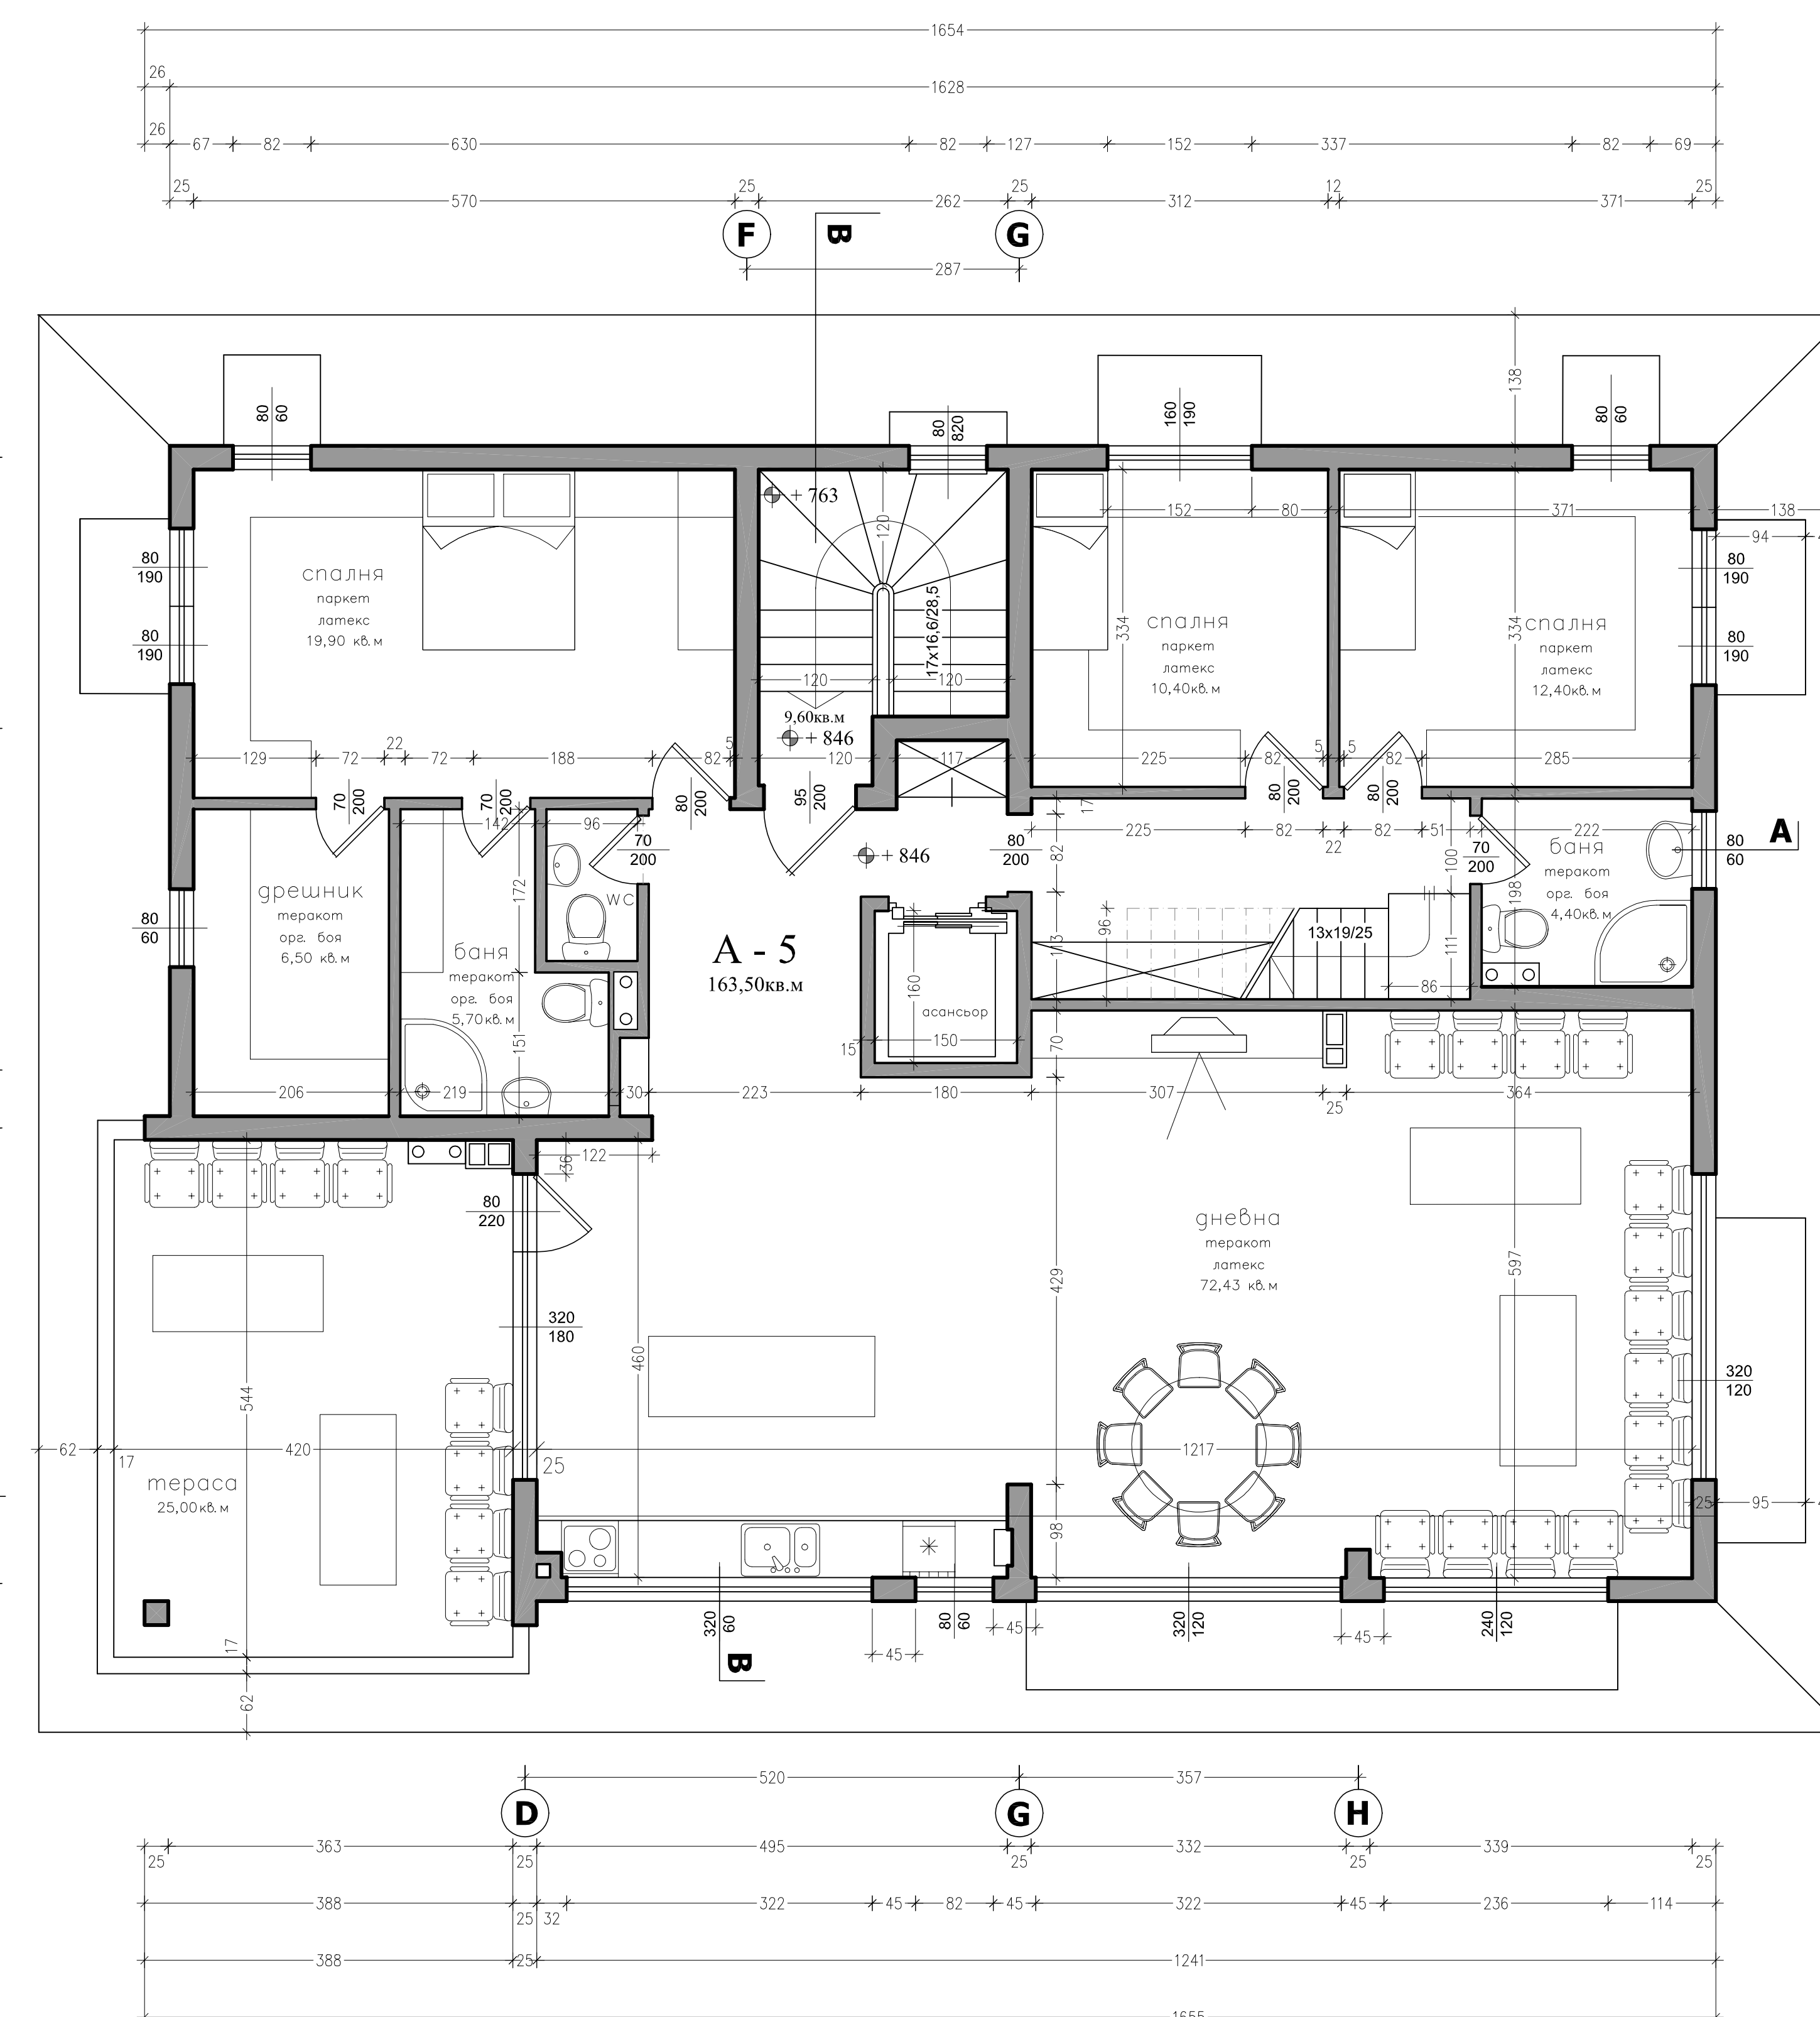 1654
26
1628
26
67 82 630 82 127 152 337 82 69
25 25 25 12 25
570 262 312 371
F B G
287
138
80 60
80 820
160 190
80 60
+ 763
120
152 80 371 138
94
80
190
80
190
спалня
паркет
латекс
19,90 кв.м
17x16,6/28,5
334
спалня
паркет
латекс
10,40кв.м
334
спалня
паркет
латекс
12,40кв.м
80
190
80
190
120 120
9,60кв.м
+ 846
129 72 22 72 188 82 5 120 117 225 82 5 5 82 285
70 200
70 200
80 200
95 200
80 200
80 200
17
142 96
70
200
+ 846
80
200
82
225 82 22 82 51
100
70
200
222
80
60
A
баня
теракот
орг. боя
4,40кв.м
198
172
WC
дрешник
теракот
орг. боя
6,50 кв.м
80
60
баня
теракот
орг. боя
5,70кв.м
151
A - 5
163,50кв.м
160
асансьор
150
15
113
96
13x19/25
111
86
70
206 219 30 223 180 307 25 364
36
122
80
220
дневна
теракот
латекс
72,43 кв.м
429
597
320
180
460
544
320
120
62 17 420 25 1217
тераса
25,00кв.м
25 95
98
17
62
320 60
80 60
45
45
320 120
45
240 120
B
520 357
D G H
363 495 332 339
25 25 25 25 25
388 322 45 82 45 322 45 236 114
25 32
388 25 1241
1655